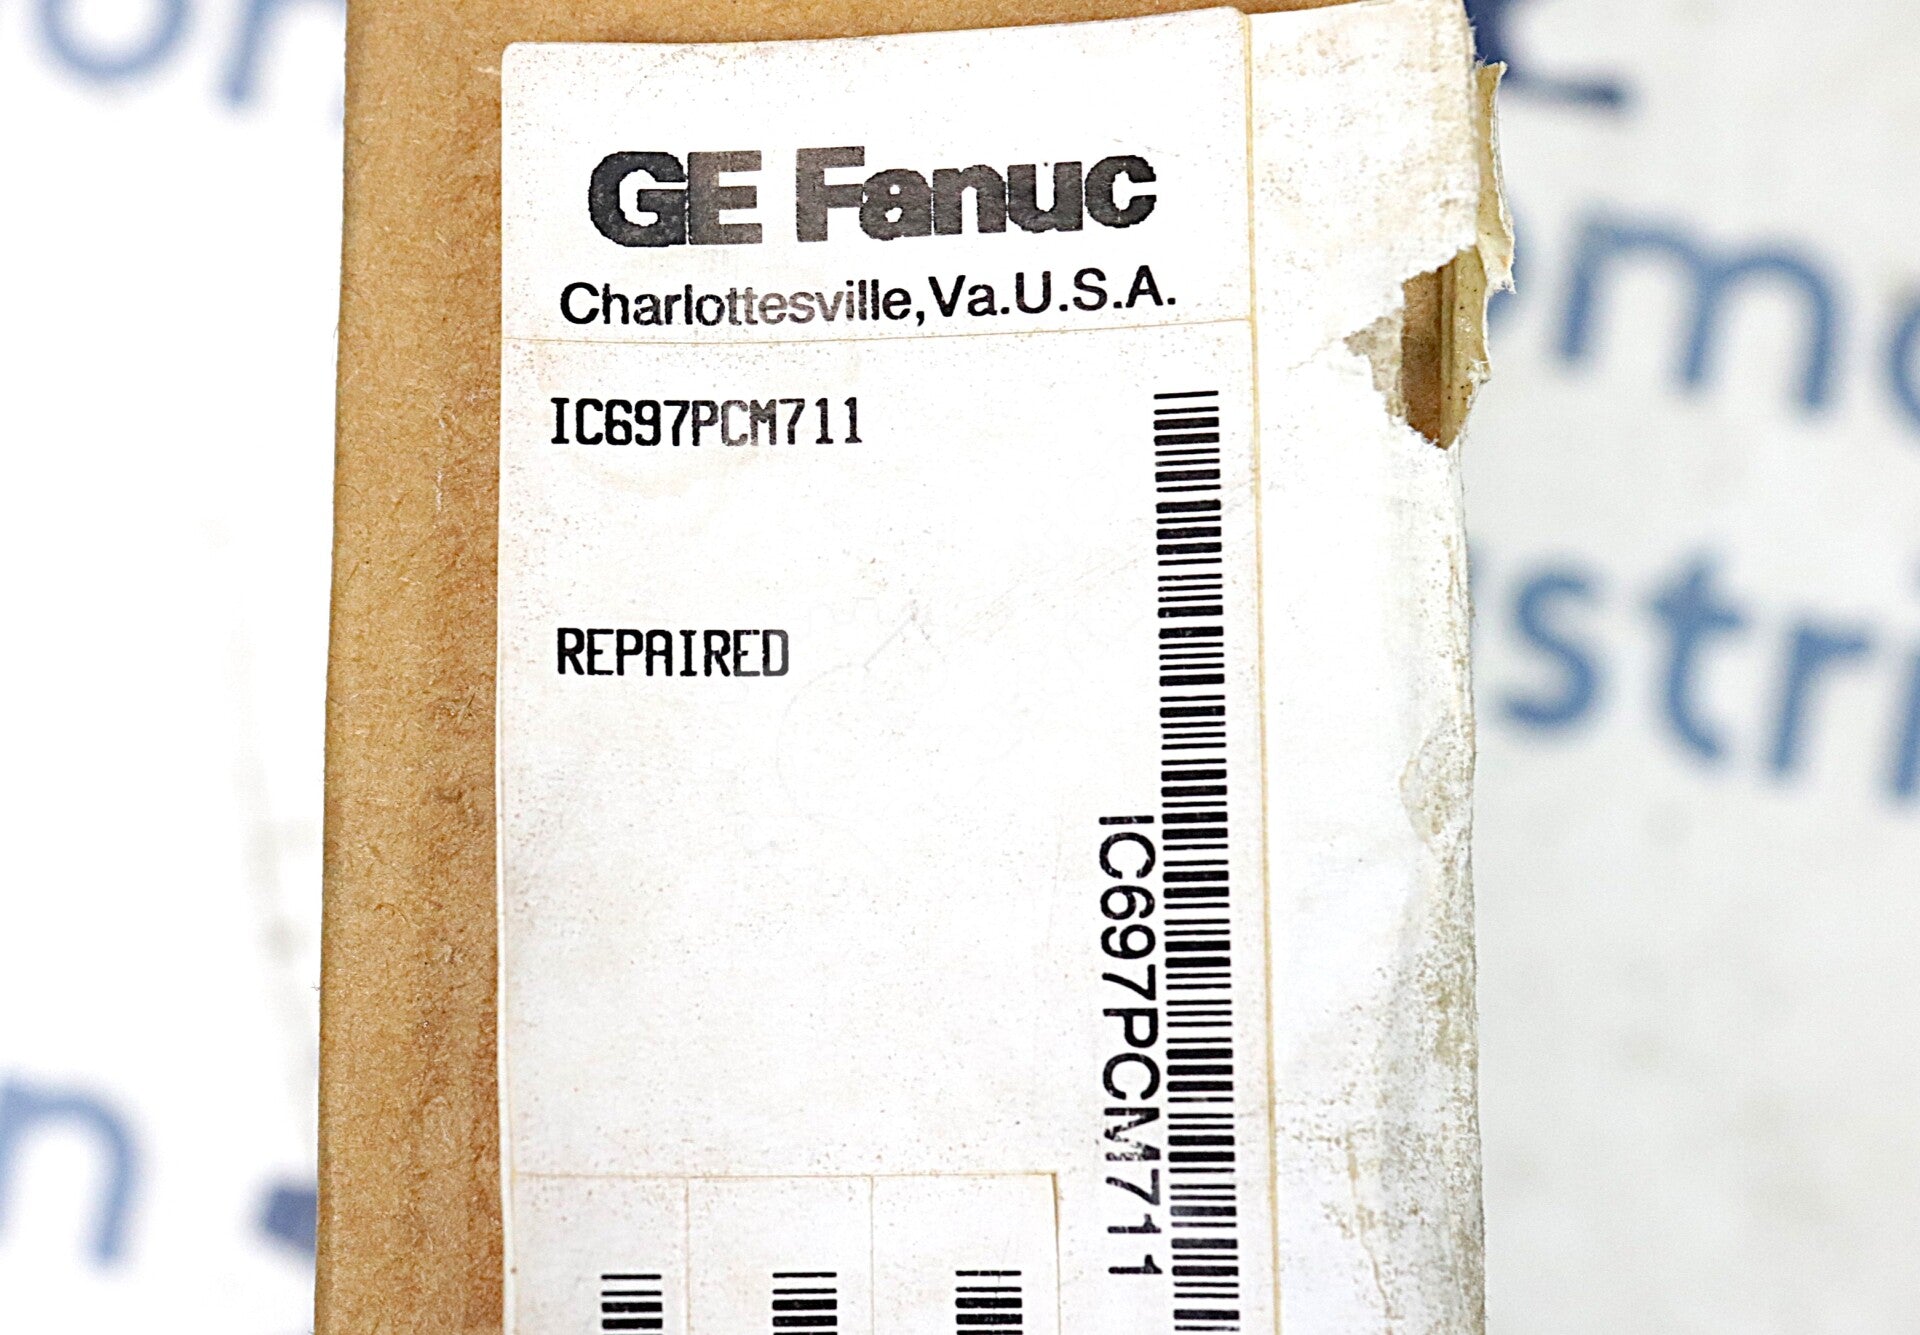 GE Fanuc
Charlottesville, Va. U.S.A.
IC697PCM711
REPAIRED
IC697PCM711